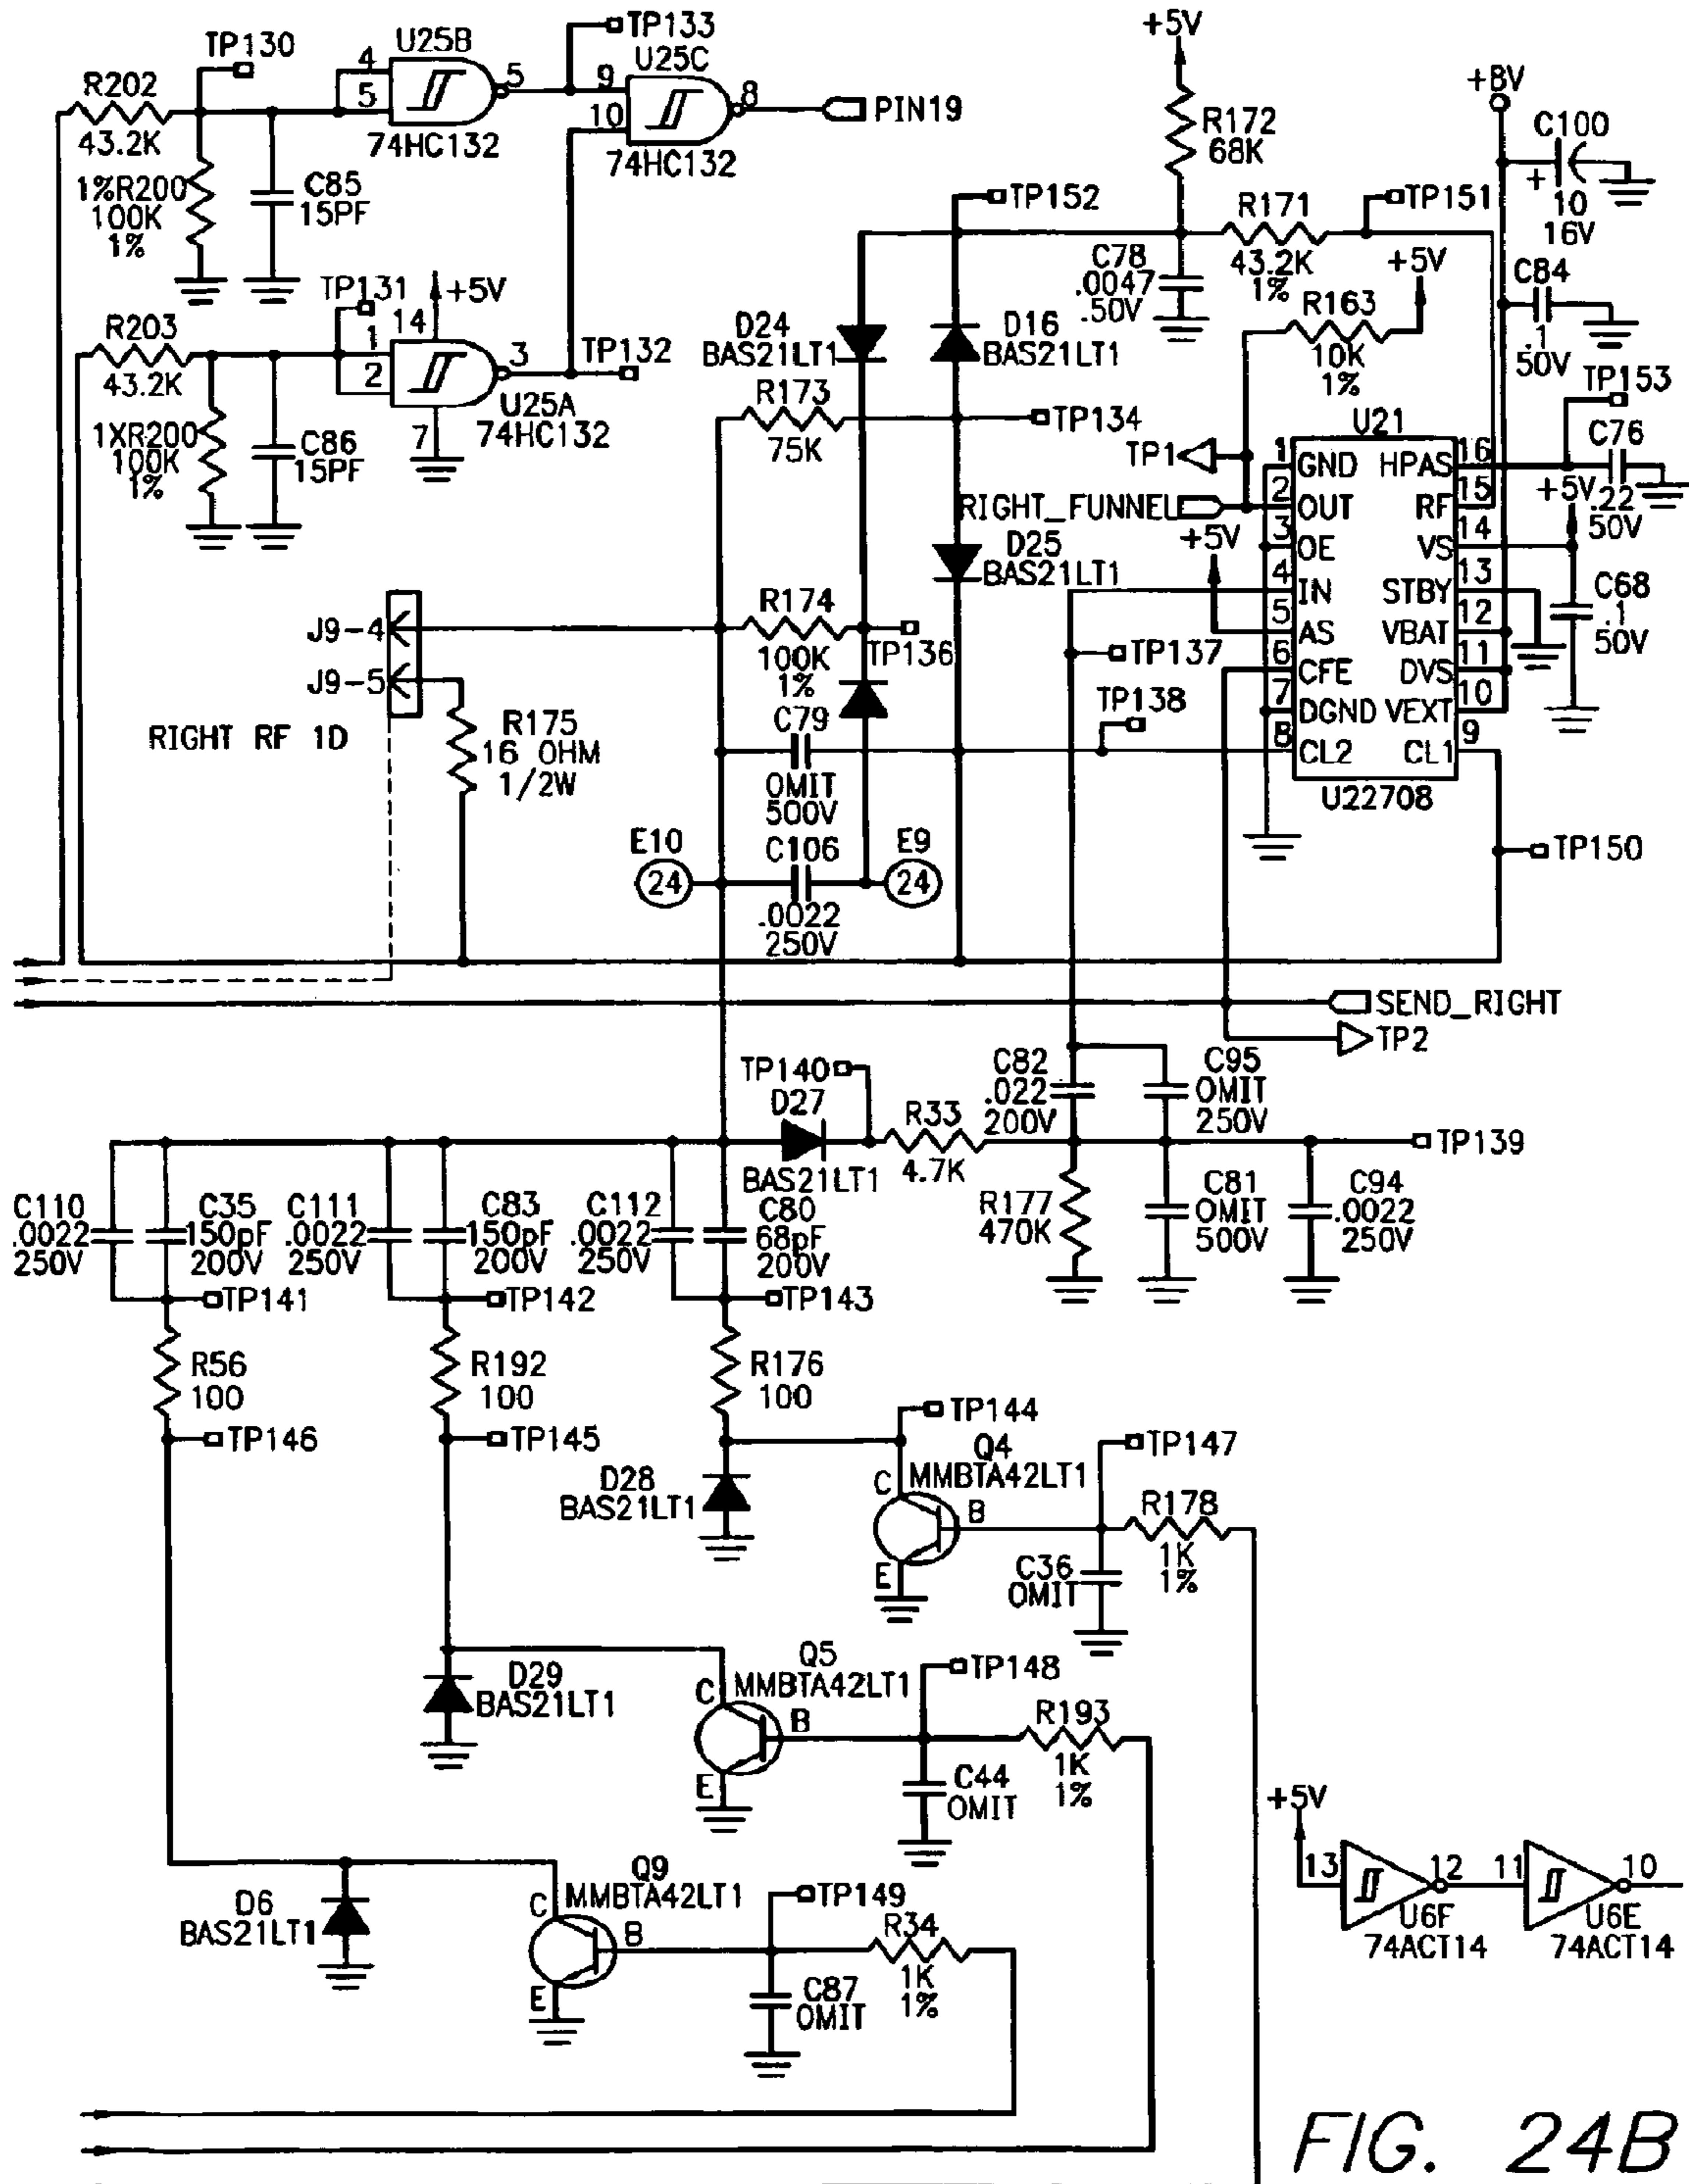 TP130
R202
43.2K
4
5
U25B
5
74HC132
TP133
U25C
9
10
8
74HC132
PIN19
1%R200
100K
1%
C85
15PF
TP131
+5V
R203
43.2K
14
1
2
3
7
TP132
U25A
74HC132
1XR200
100K
1%
C86
15PF
+5V
R172
68K
+BV
C100
+
10
16V
TP152
R171
43.2K
1%
TP151
C78
.0047
.50V
+5V
C84
.1
50V
R163
10K
1%
D24
BAS21LT1
D16
BAS21LT1
R173
75K
TP134
TP153
TP1
RIGHT_FUNNEL
+5V
U21
1 GND HPAS 16
2 OUT RF 15
3 OE VS 14
4 IN STBY 13
5 AS VBAT 12
6 CFE DVS 11
7 DGND VEXT 10
8 CL2 CL1 9
U22708
C76
.22
50V
+5V
C68
.1
50V
D25
BAS21LT1
J9-4
J9-5
RIGHT RF 1D
R174
100K
1%
TP136
TP137
TP138
R175
16 OHM
1/2W
C79
OMIT
500V
E10
24
C106
.0022
250V
E9
24
TP150
SEND_RIGHT
TP2
TP140
D27
BAS21LT1
R33
4.7K
C82
.022
200V
C95
OMIT
250V
TP139
C110
.0022
250V
C35
150pF
200V
C111
.0022
250V
C83
150pF
200V
C112
.0022
250V
C80
68pF
200V
R177
470K
C81
OMIT
500V
C94
.0022
250V
TP141
TP142
TP143
R56
100
R192
100
R176
100
TP146
TP145
TP144
D28
BAS21LT1
Q4
MMBTA42LT1
C
B
E
TP147
R178
1K
1%
C36
OMIT
D29
BAS21LT1
Q5
MMBTA42LT1
C
B
E
TP148
R193
1K
1%
C44
OMIT
D6
BAS21LT1
Q9
MMBTA42LT1
C
B
E
TP149
R34
1K
1%
C87
OMIT
+5V
13
12
U6F
74ACT14
11
10
U6E
74ACT14
FIG. 24B